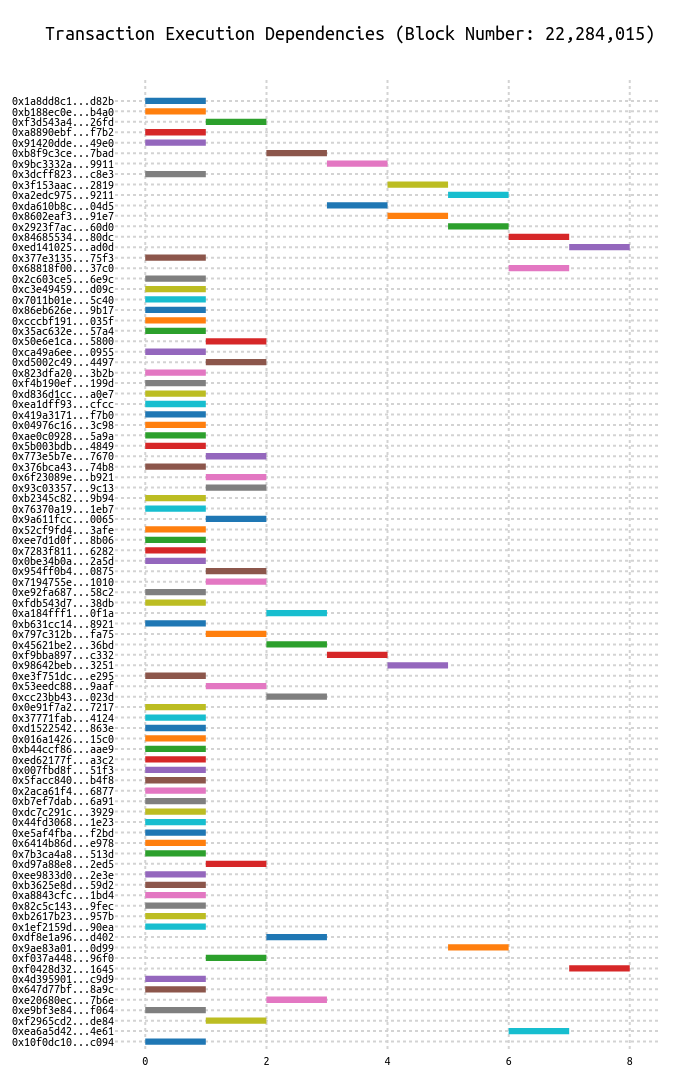 Transaction Execution Dependencies (Block Number: 22,284,015)
0x1a8dd8c1...d82b
0xb188ec0e...b4a0
0xf3d543a4...26fd
0xa8890ebf...f7b2
0x91420dde...49e0
0xb8f9c3ce...7bad
0x9bc3332a...9911
0x3dcff823...c8e3
0x3f153aac...2819
0xa2edc975...9211
0xda610b8c...04d5
0x8602eaf3...91e7
0x2923f7ac...60d0
0x84685534...80dc
0xed141025...ad0d
0x377e3135...75f3
0x68818f00...37c0
0x2c603ce5...6e9c
0xc3e49459...d09c
0x7011b01e...5c40
0x86eb626e...9b17
0xcccbf191...035f
0x35ac632e...57a4
0x50e6e1ca...5800
0xca49a6ee...0955
0xd5002c49...4497
0x823dfa20...3b2b
0xf4b190ef...199d
0xd836d1cc...a0e7
0xea1dff93...cfcc
0x419a3171...f7b0
0x04976c16...3c98
0xae0c0928...5a9a
0x5b003bdb...4849
0x773e5b7e...7670
0x376bca43...74b8
0x6f23089e...b921
0x93c03357...9c13
0xb2345c82...9b94
0x76370a19...1eb7
0x9a611fcc...0065
0x52cf9fd4...3afe
0xee7d1d0f...8b06
0x7283f811...6282
0x0be34b0a...2a5d
0x954ff0b4...0875
0x7194755e...1010
0xe92fa687...58c2
0xfdb543d7...38db
0xa184fff1...0f1a
0xb631cc14...8921
0x797c312b...fa75
0x45621be2...36bd
0xf9bba897...c332
0x98642beb...3251
0xe3f751dc...e295
0x53eedc88...9aaf
0xcc23bb43...023d
0x0e91f7a2...7217
0x37771fab...4124
0xd1522542...863e
0x016a1426...15c0
0xb44ccf86...aae9
0xed62177f...a3c2
0x007fbd8f...51f3
0x5facc840...b4f8
0x2aca61f4...6877
0xb7ef7dab...6a91
0xdc7c291c...3929
0x44fd3068...1e23
0xe5af4fba...f2bd
0x6414b86d...e978
0x7b3ca4a8...513d
0xd97a88e8...2ed5
0xee9833d0...2e3e
0xb3625e8d...59d2
0xa8843cfc...1bd4
0x82c5c143...9fec
0xb2617b23...957b
0x1ef2159d...90ea
0xdf8e1a96...d402
0x9ae83a01...0d99
0xf037a448...96f0
0xf0428d32...1645
0x4d395901...c9d9
0x647d77bf...8a9c
0xe20680ec...7b6e
0xe9bf3e84...f064
0xf2965cd2...de84
0xea6a5d42...4e61
0x10f0dc10...c094
0 2 4 6 8